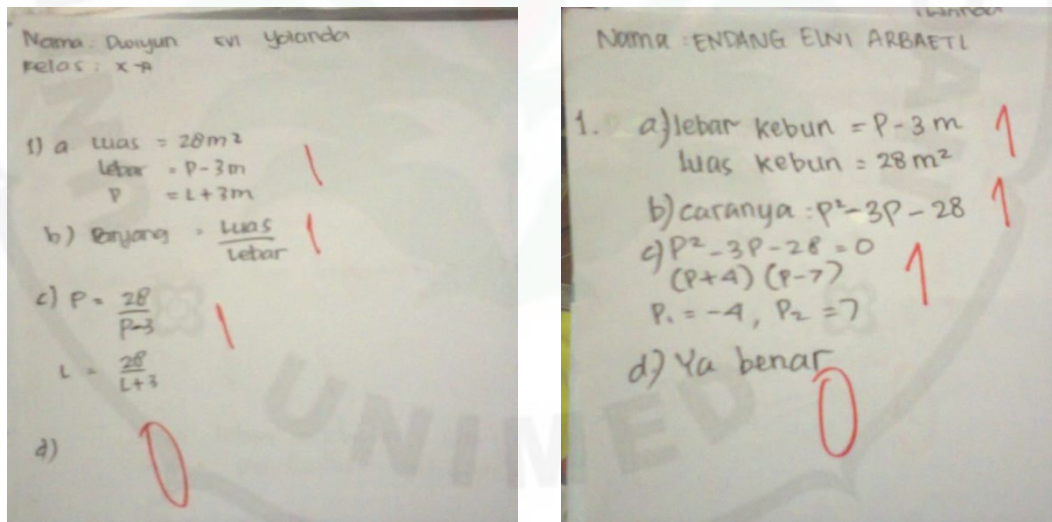 Nama : Dwiyun Evi Yolanda
Kelas : X-A
1) a Luas = 28m²
Lebar = P-3m
P = L+3m
b) Panjang = Luas / Lebar
c) P = 28 / P-3
L = 28 / L+3
d)
1
1
1
0
Nama : ENDANG ELNI ARBAETI
1. a) lebar kebun = P-3 m
luas kebun = 28 m²
b) caranya : P²-3P-28
c) P²-3P-28=0
(P+4) (P-7)
P₁ = -4, P₂ = 7
d) Ya benar
1
1
1
0
UNIMED